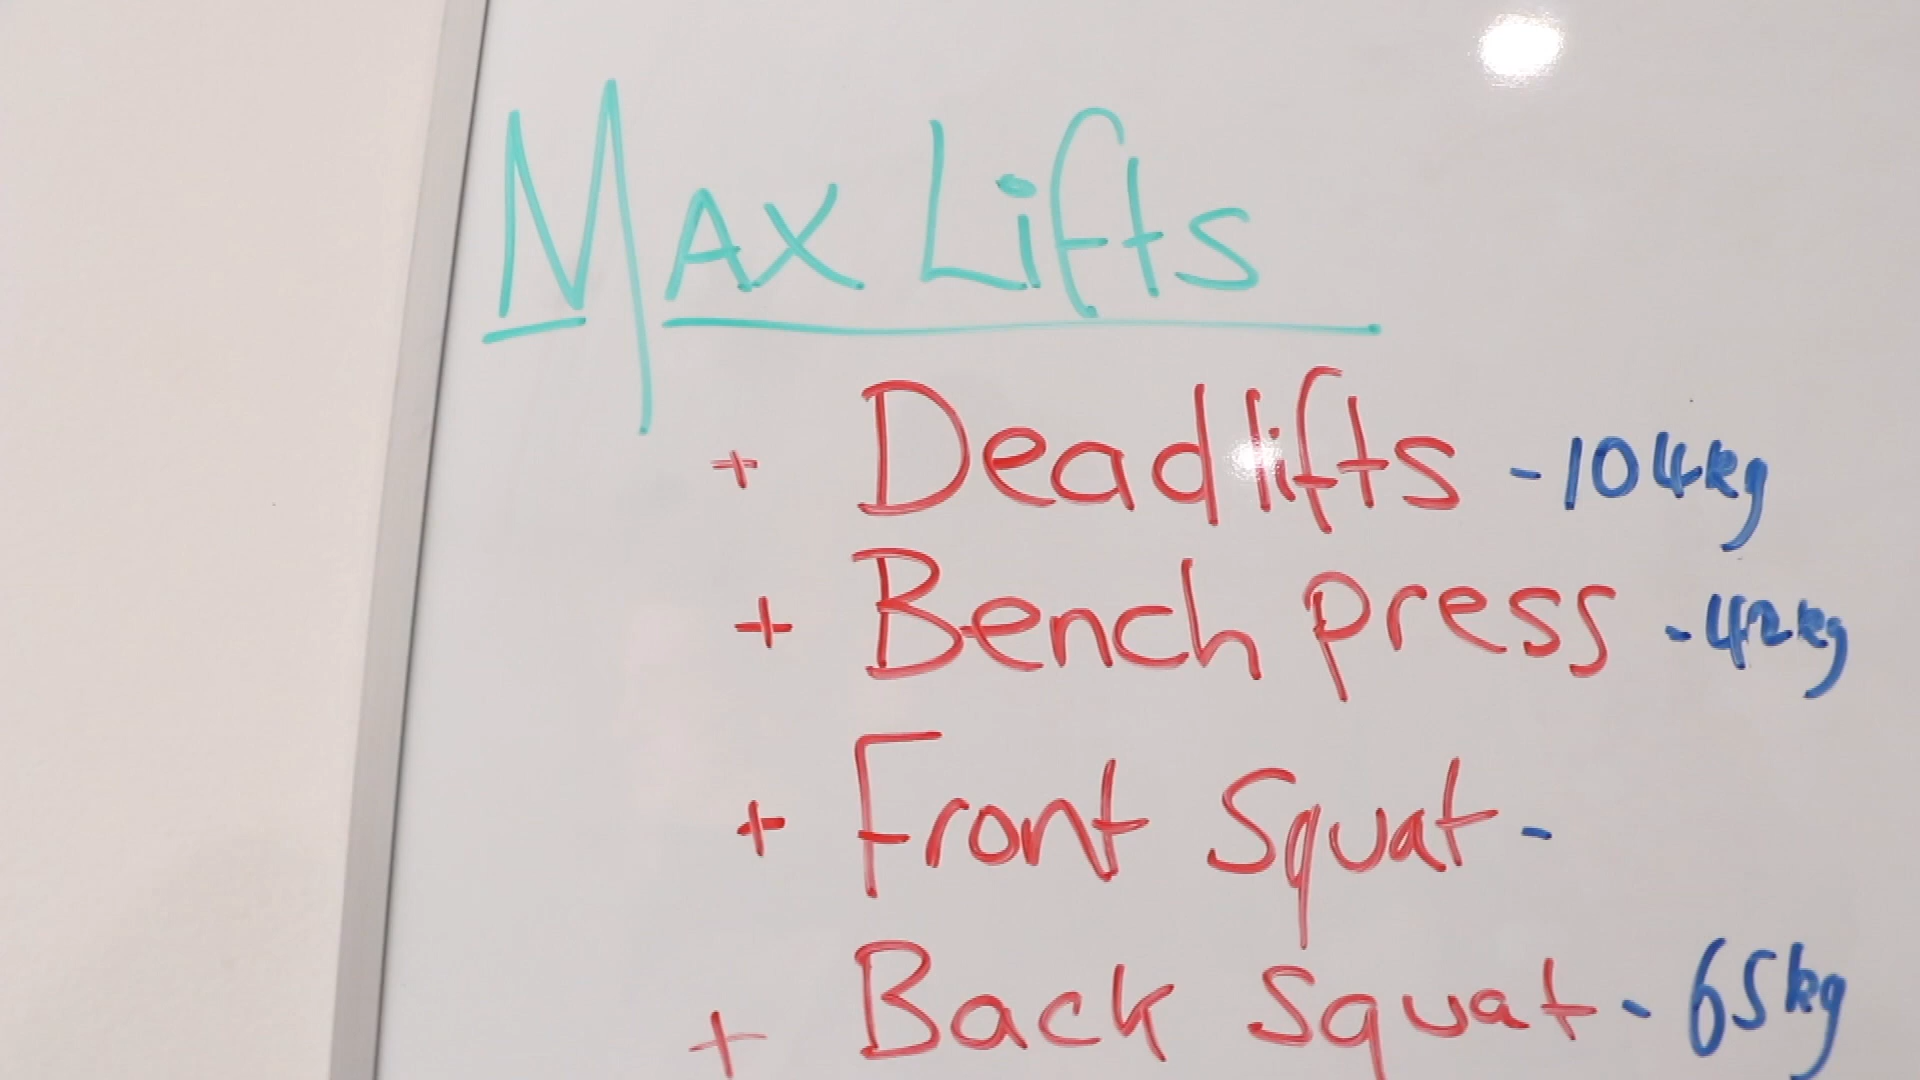 Max Lifts
+ Deadlifts - 104kg
+ Bench press - 42kg
+ Front Squat -
+ Back Squat - 65kg